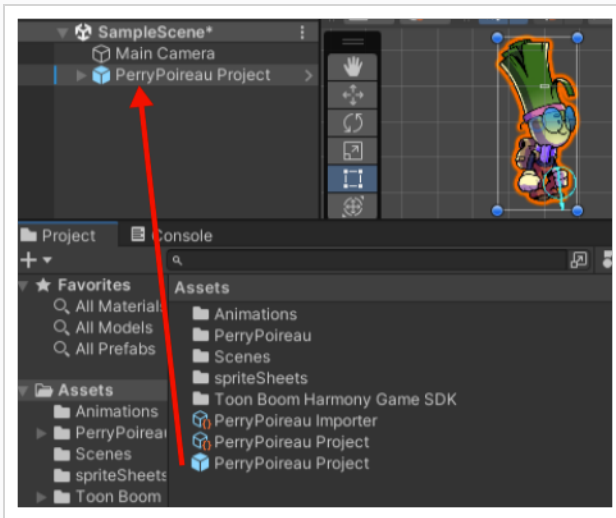 SampleScene*
Main Camera
PerryPoireau Project
Project
Console
Favorites
All Materials
All Models
All Prefabs
Assets
Animations
PerryPoireau
Scenes
spriteSheets
Toon Boom
Assets
Animations
PerryPoireau
Scenes
spriteSheets
Toon Boom Harmony Game SDK
PerryPoireau Importer
PerryPoireau Project
PerryPoireau Project